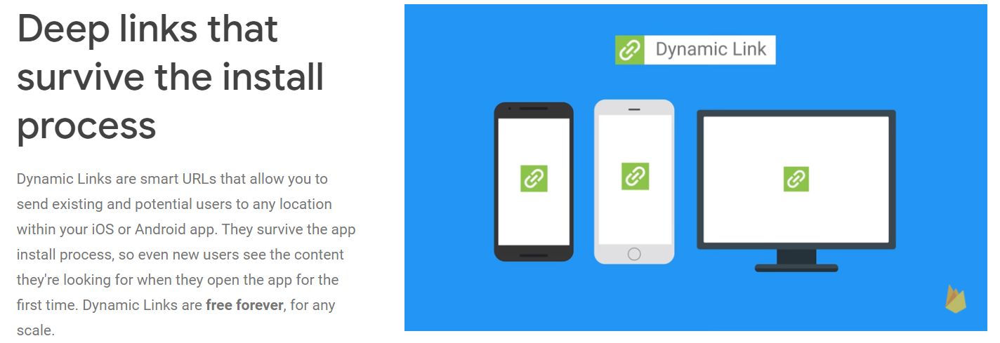 Deep links that
survive the install
process
Dynamic Links are smart URLs that allow you to
send existing and potential users to any location
within your iOS or Android app. They survive the app
install process, so even new users see the content
they're looking for when they open the app for the
first time. Dynamic Links are free forever, for any
scale.
Dynamic Link